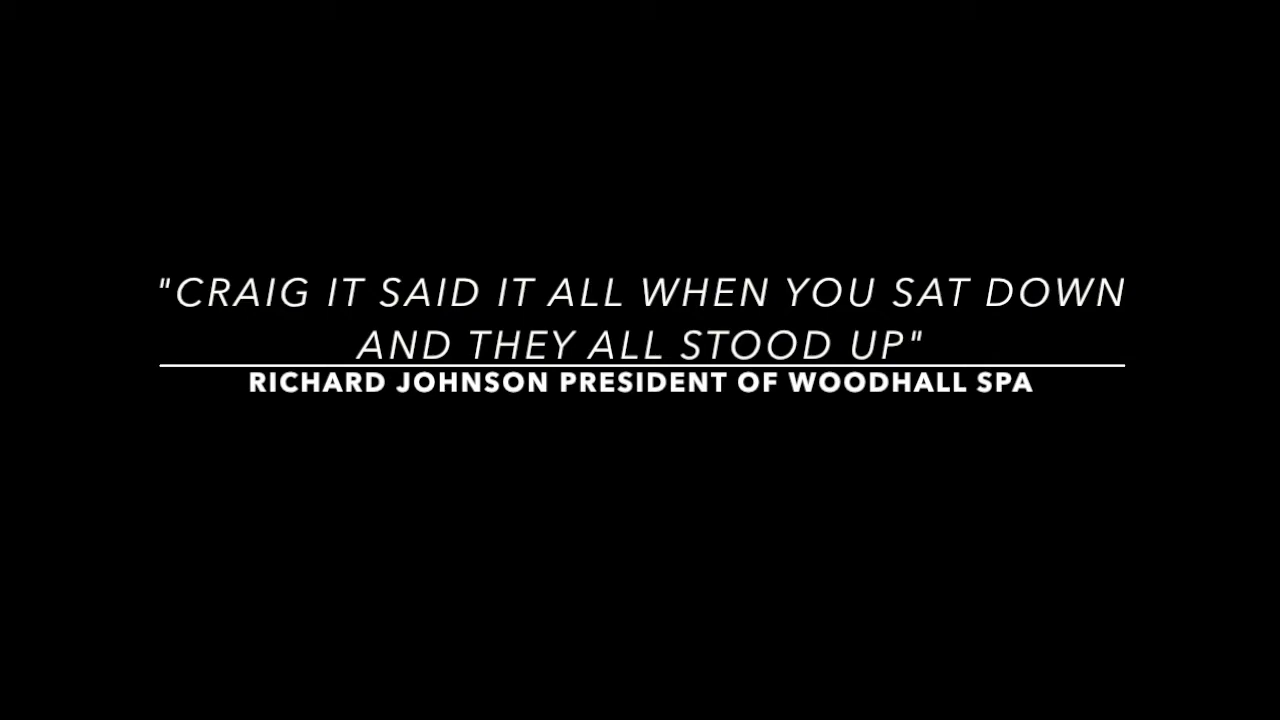 "CRAIG IT SAID IT ALL WHEN YOU SAT DOWN
AND THEY ALL STOOD UP"
RICHARD JOHNSON PRESIDENT OF WOODHALL SPA